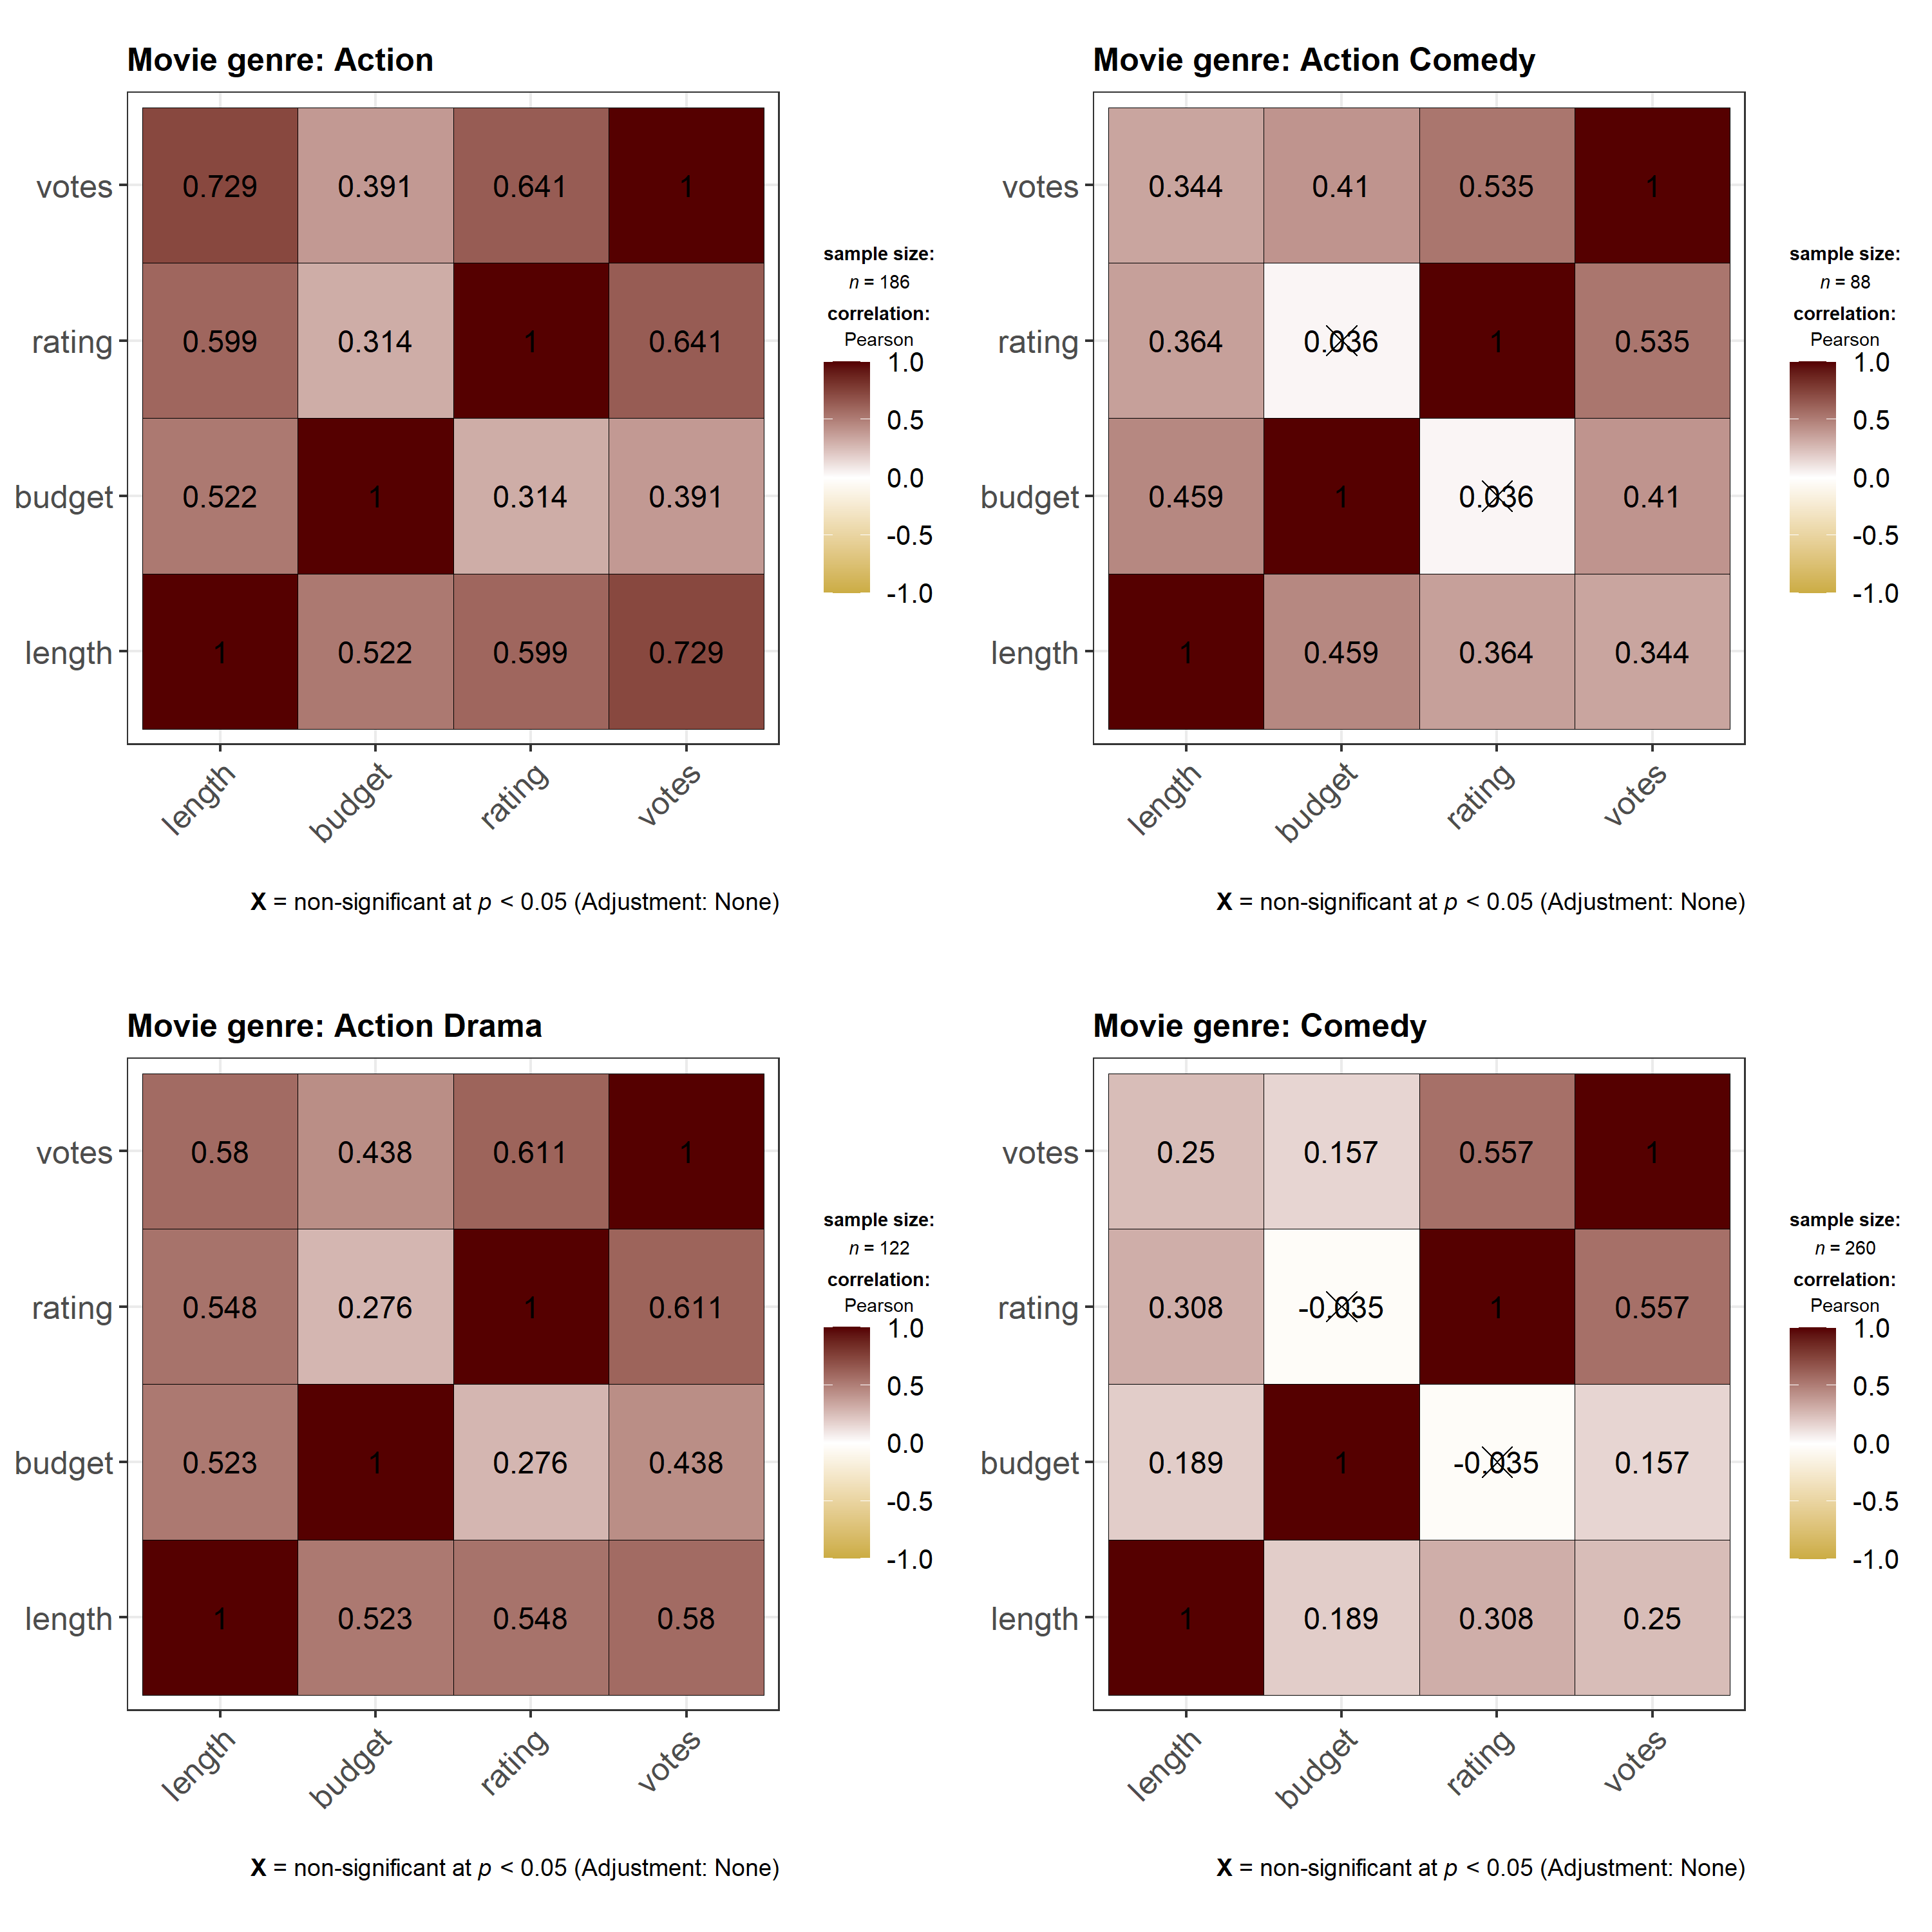 Movie genre: Action
votes 0.729 0.391 0.641 1
rating 0.599 0.314 1 0.641
budget 0.522 1 0.314 0.391
length 1 0.522 0.599 0.729
length budget rating votes
sample size:
n = 186
correlation:
Pearson
1.0
0.5
0.0
-0.5
-1.0
X = non-significant at p < 0.05 (Adjustment: None)
Movie genre: Action Comedy
votes 0.344 0.41 0.535 1
rating 0.364 0.036 1 0.535
budget 0.459 1 0.036 0.41
length 1 0.459 0.364 0.344
length budget rating votes
sample size:
n = 88
correlation:
Pearson
1.0
0.5
0.0
-0.5
-1.0
X = non-significant at p < 0.05 (Adjustment: None)
Movie genre: Action Drama
votes 0.58 0.438 0.611 1
rating 0.548 0.276 1 0.611
budget 0.523 1 0.276 0.438
length 1 0.523 0.548 0.58
length budget rating votes
sample size:
n = 122
correlation:
Pearson
1.0
0.5
0.0
-0.5
-1.0
X = non-significant at p < 0.05 (Adjustment: None)
Movie genre: Comedy
votes 0.25 0.157 0.557 1
rating 0.308 -0.035 1 0.557
budget 0.189 1 -0.035 0.157
length 1 0.189 0.308 0.25
length budget rating votes
sample size:
n = 260
correlation:
Pearson
1.0
0.5
0.0
-0.5
-1.0
X = non-significant at p < 0.05 (Adjustment: None)